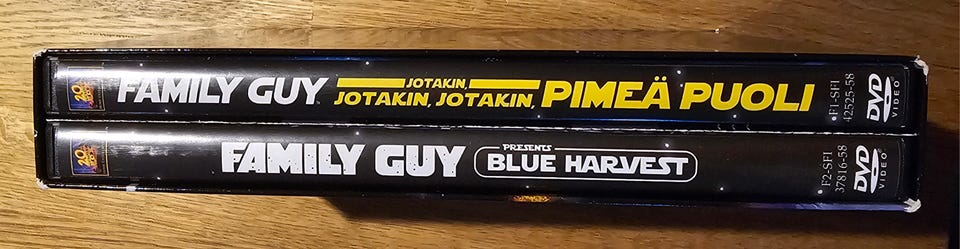 FAMILY GUY
JOTAKIN,
JOTAKIN, JOTAKIN,
PIMEÄ PUOLI
F1-SFI
42525-58
DVD
VIDEO
FAMILY GUY
PRESENTS
BLUE HARVEST
F2-SFI
37816-58
DVD
VIDEO